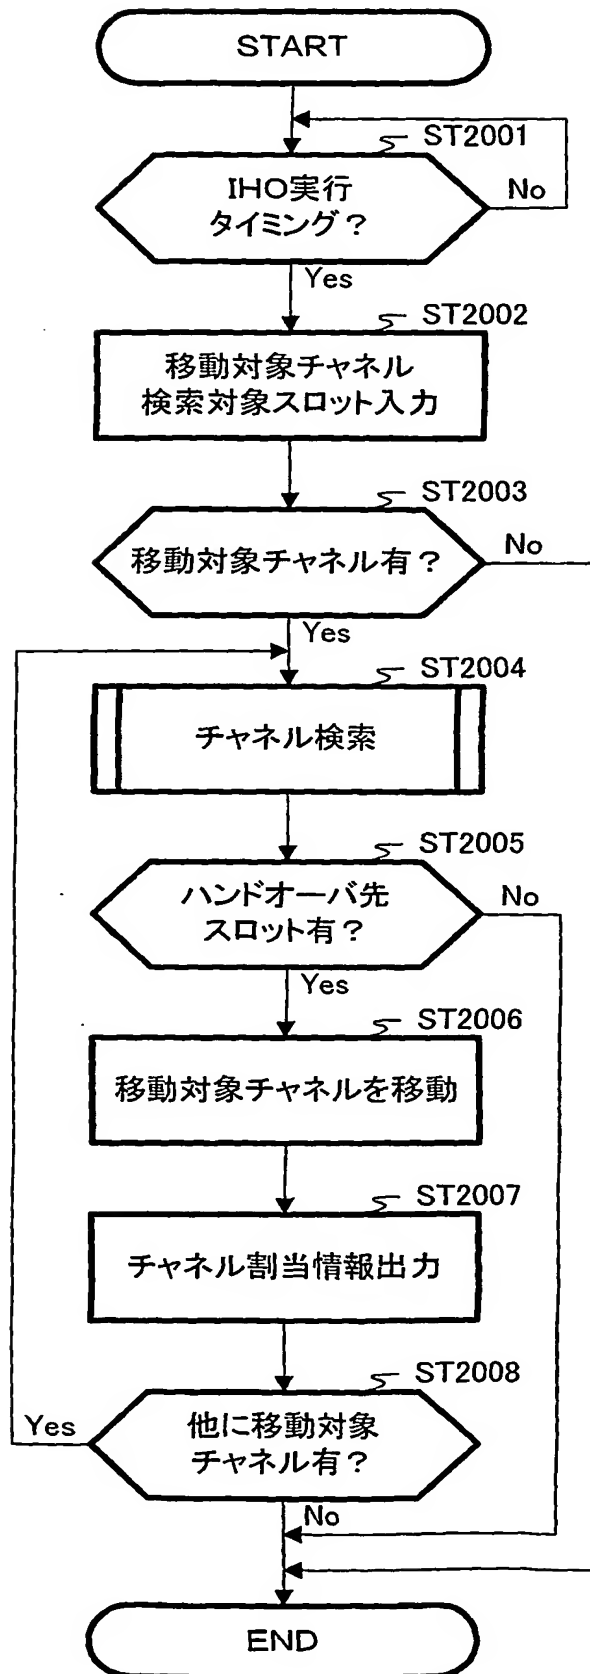 START
ST2001
IHO実行
タイミング？
No
Yes
ST2002
移動対象チャネル
検索対象スロット入力
ST2003
移動対象チャネル有？
No
Yes
ST2004
チャネル検索
ST2005
ハンドオーバ先
スロット有？
No
Yes
ST2006
移動対象チャネルを移動
ST2007
チャネル割当情報出力
ST2008
他に移動対象
チャネル有？
Yes
No
END